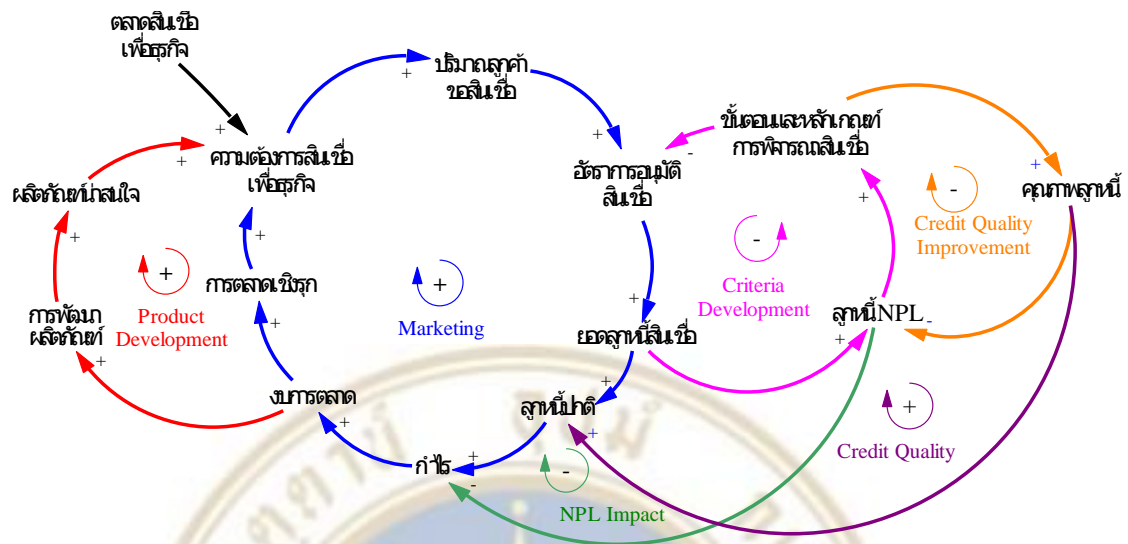 ตลาดสินเชื่อ
เพื่อธุรกิจ
ปริมาณลูกค้า
ขอสินเชื่อ
+
+
ความต้องการสินเชื่อ
เพื่อธุรกิจ
+
ผลิตภัณฑ์น่าสนใจ
+
+
การพัฒนา
ผลิตภัณฑ์
+
+
Product
Development
การตลาดเชิงรุก
+
+
งบการตลาด
+
+
Marketing
กำไร
+
-
ลูกหนี้ปกติ
+
+
ยอดลูกหนี้สินเชื่อ
+
อัตราการอนุมัติ
สินเชื่อ
+
-
ขั้นตอนและหลักเกณฑ์
การพิจารณาสินเชื่อ
+
-
Criteria
Development
ลูกหนี้ NPL
-
+
คุณภาพลูกหนี้
+
-
Credit Quality
Improvement
+
Credit Quality
-
NPL Impact